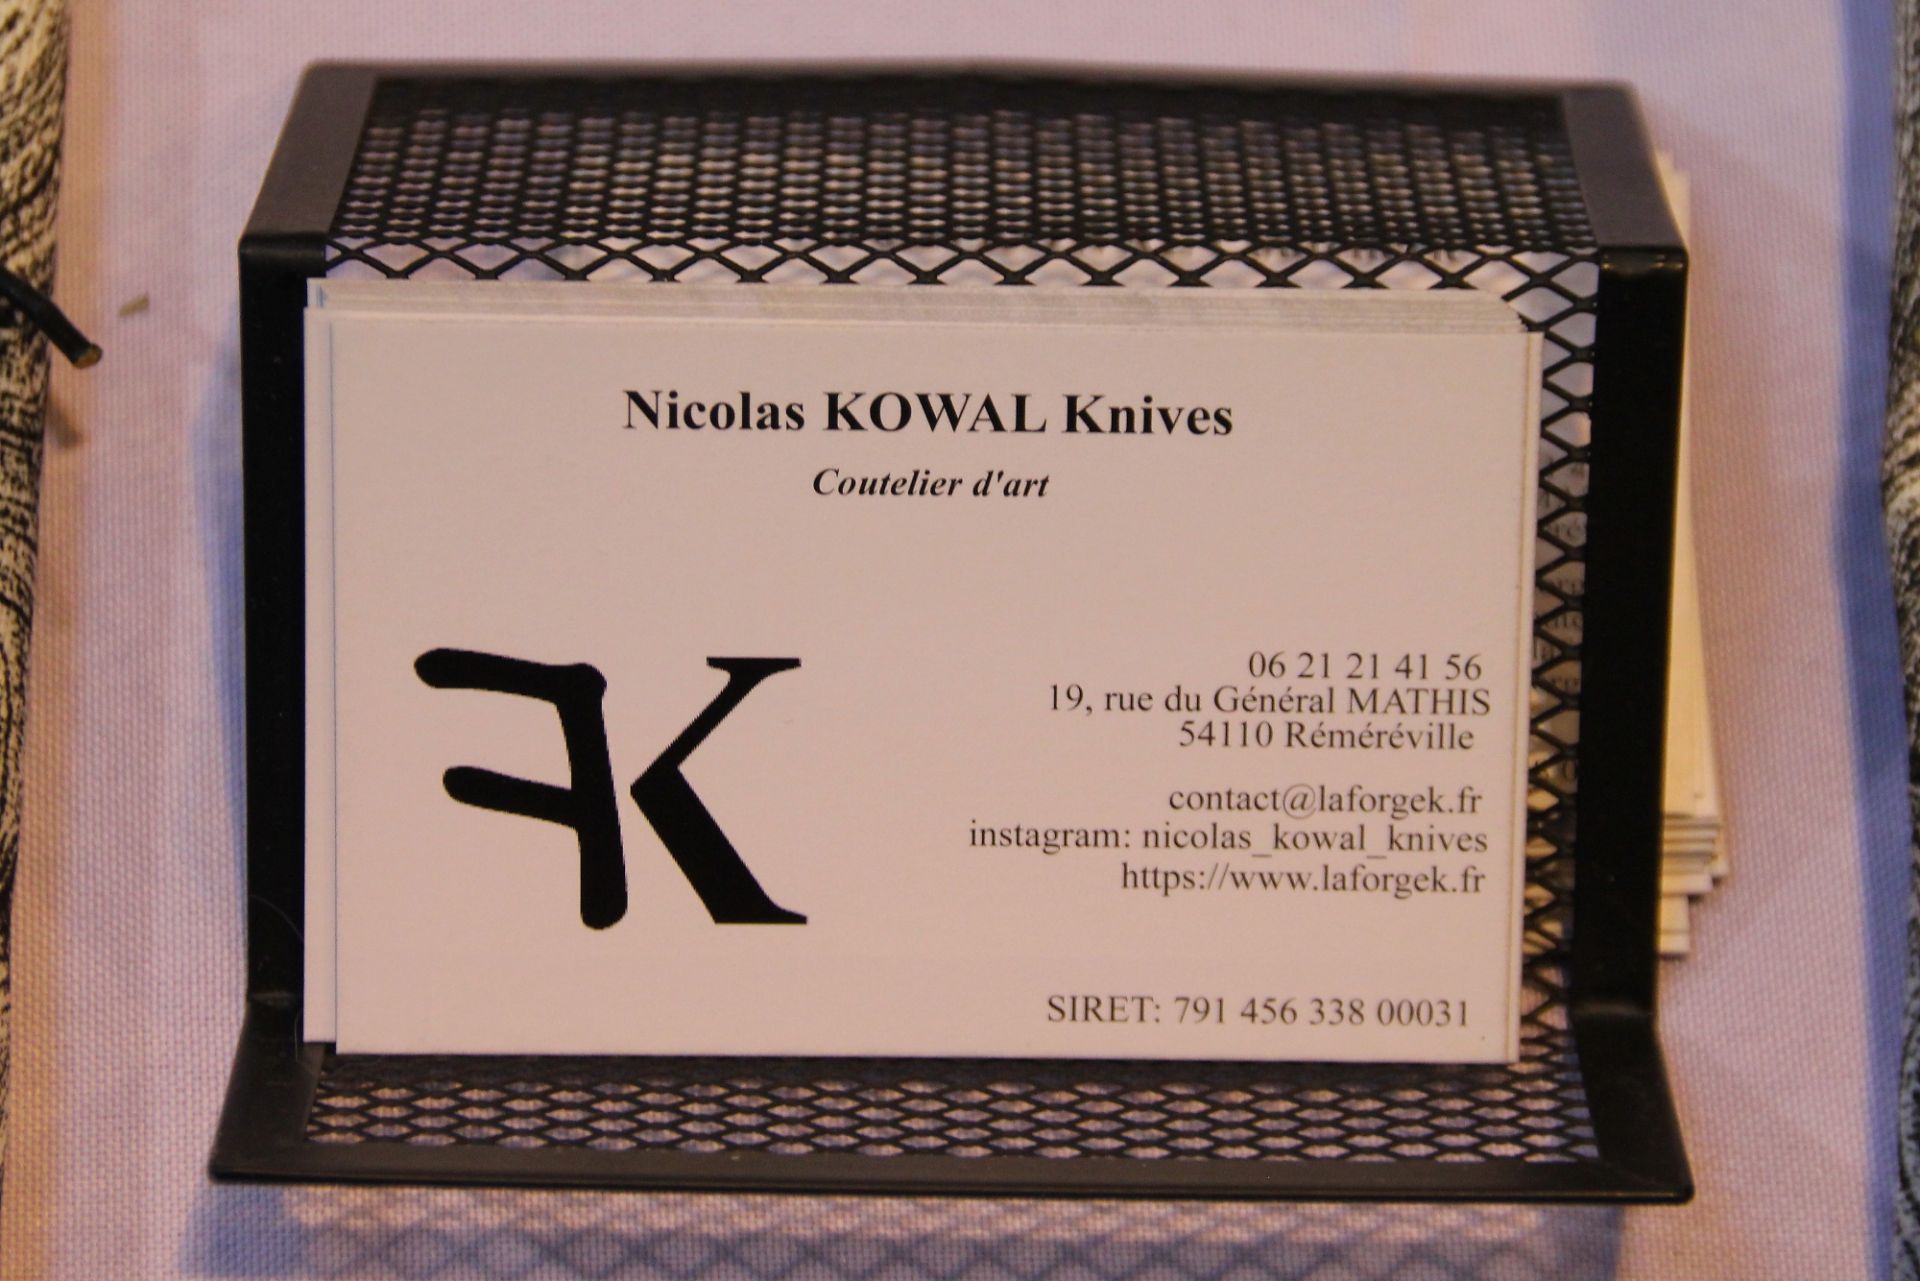 Nicolas KOWAL Knives
Coutelier d'art
FK
06 21 21 41 56
19, rue du Général MATHIS
54110 Réméréville
contact@laforgek.fr
instagram: nicolas_kowal_knives
https://www.laforgek.fr
SIRET: 791 456 338 00031